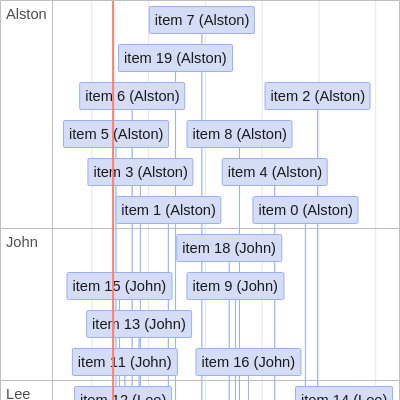 Alston
item 7 (Alston)
item 19 (Alston)
item 6 (Alston)
item 2 (Alston)
item 5 (Alston)
item 8 (Alston)
item 3 (Alston)
item 4 (Alston)
item 1 (Alston)
item 0 (Alston)
John
item 18 (John)
item 15 (John)
item 9 (John)
item 13 (John)
item 11 (John)
item 16 (John)
Lee
item 12 (Lee)
item 14 (Lee)